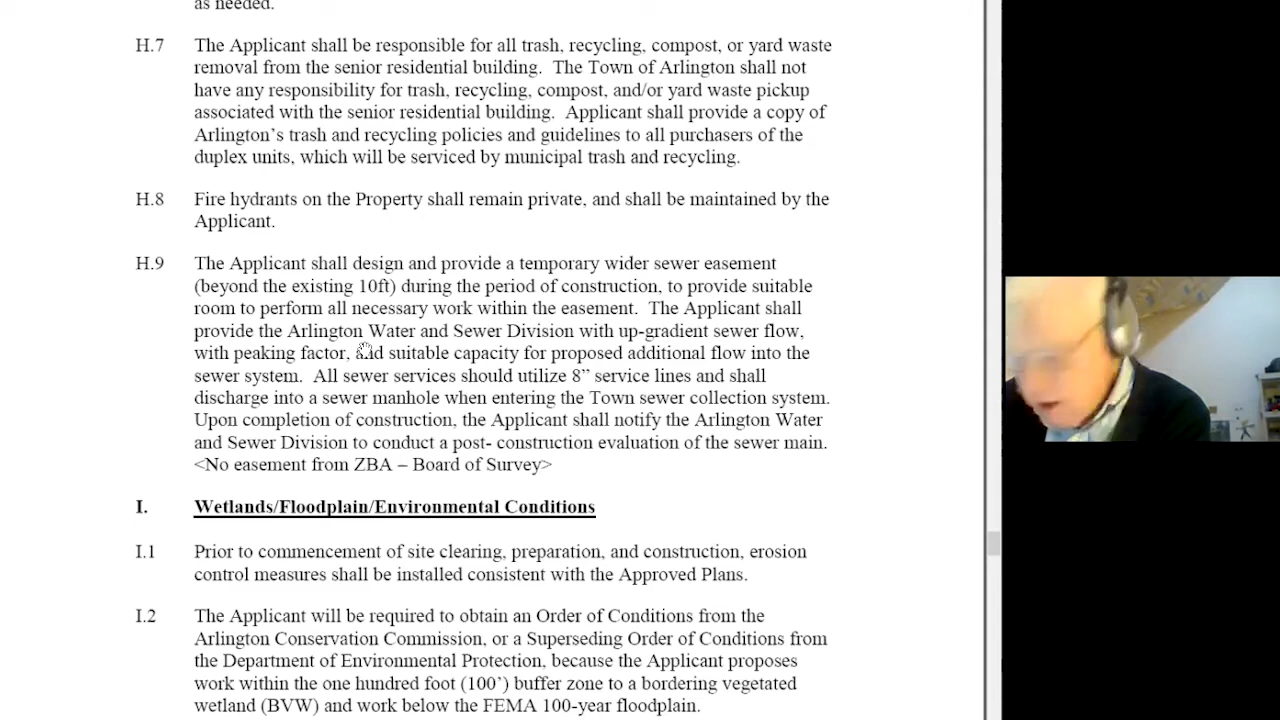 as needed.
H.7 The Applicant shall be responsible for all trash, recycling, compost, or yard waste
removal from the senior residential building. The Town of Arlington shall not
have any responsibility for trash, recycling, compost, and/or yard waste pickup
associated with the senior residential building. Applicant shall provide a copy of
Arlington's trash and recycling policies and guidelines to all purchasers of the
duplex units, which will be serviced by municipal trash and recycling.
H.8 Fire hydrants on the Property shall remain private, and shall be maintained by the
Applicant.
H.9 The Applicant shall design and provide a temporary wider sewer easement
(beyond the existing 10ft) during the period of construction, to provide suitable
room to perform all necessary work within the easement. The Applicant shall
provide the Arlington Water and Sewer Division with up-gradient sewer flow,
with peaking factor, and suitable capacity for proposed additional flow into the
sewer system. All sewer services should utilize 8” service lines and shall
discharge into a sewer manhole when entering the Town sewer collection system.
Upon completion of construction, the Applicant shall notify the Arlington Water
and Sewer Division to conduct a post- construction evaluation of the sewer main.
<No easement from ZBA – Board of Survey>
I. Wetlands/Floodplain/Environmental Conditions
I.1 Prior to commencement of site clearing, preparation, and construction, erosion
control measures shall be installed consistent with the Approved Plans.
I.2 The Applicant will be required to obtain an Order of Conditions from the
Arlington Conservation Commission, or a Superseding Order of Conditions from
the Department of Environmental Protection, because the Applicant proposes
work within the one hundred foot (100’) buffer zone to a bordering vegetated
wetland (BVW) and work below the FEMA 100-year floodplain.